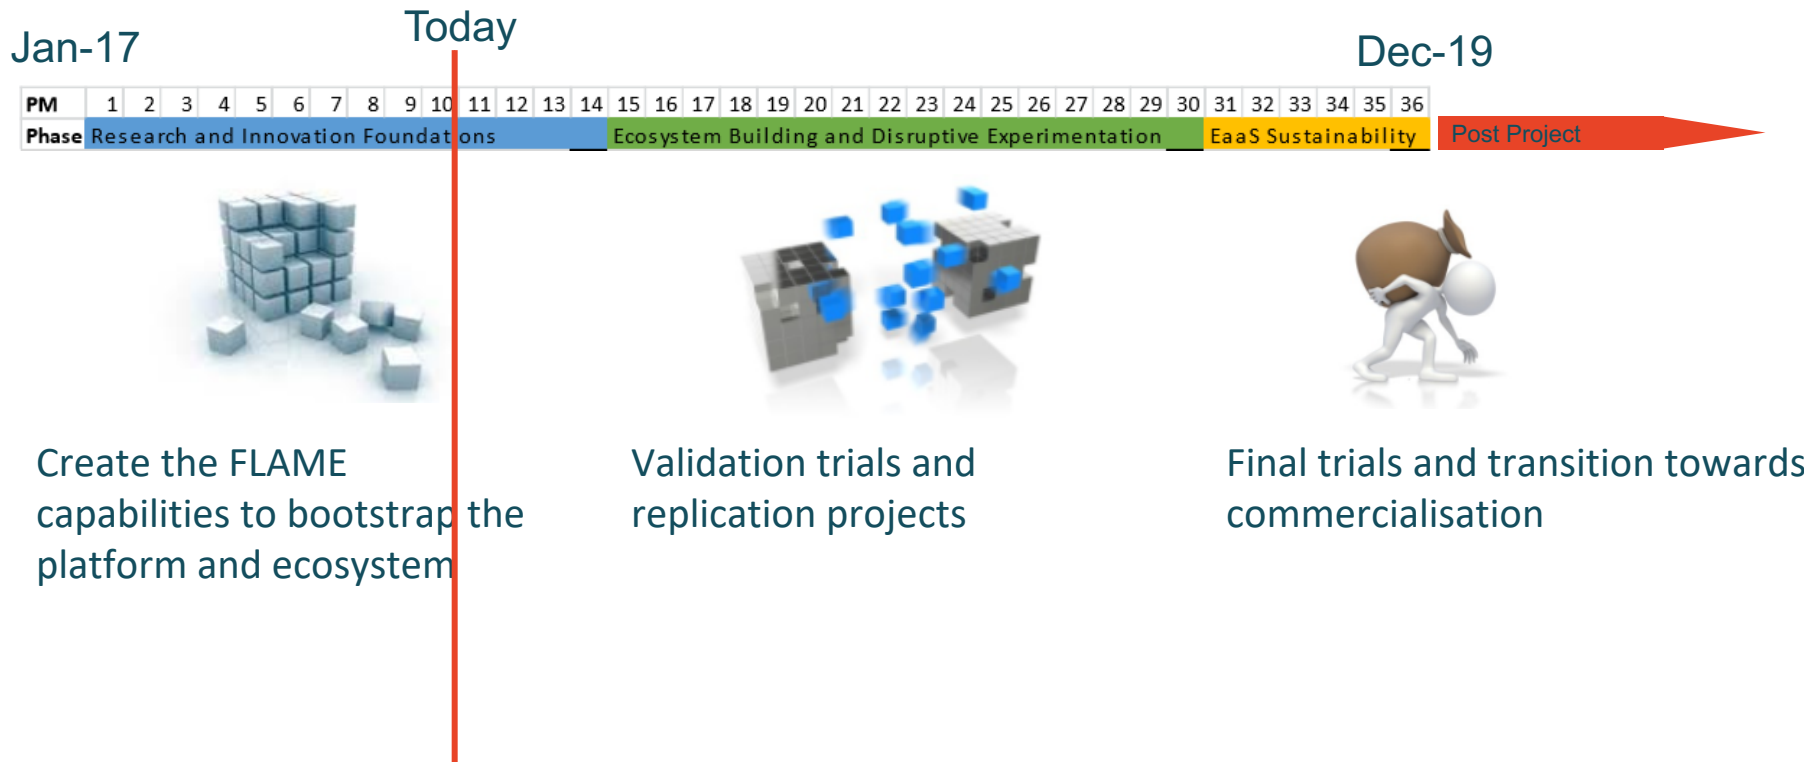 Today
Jan-17
Dec-19
PM 1 2 3 4 5 6 7 8 9 10 11 12 13 14 15 16 17 18 19 20 21 22 23 24 25 26 27 28 29 30 31 32 33 34 35 36
Phase Research and Innovation Foundations Ecosystem Building and Disruptive Experimentation EaaS Sustainability Post Project
Create the FLAME
capabilities to bootstrap the
platform and ecosystem
Validation trials and
replication projects
Final trials and transition towards
commercialisation